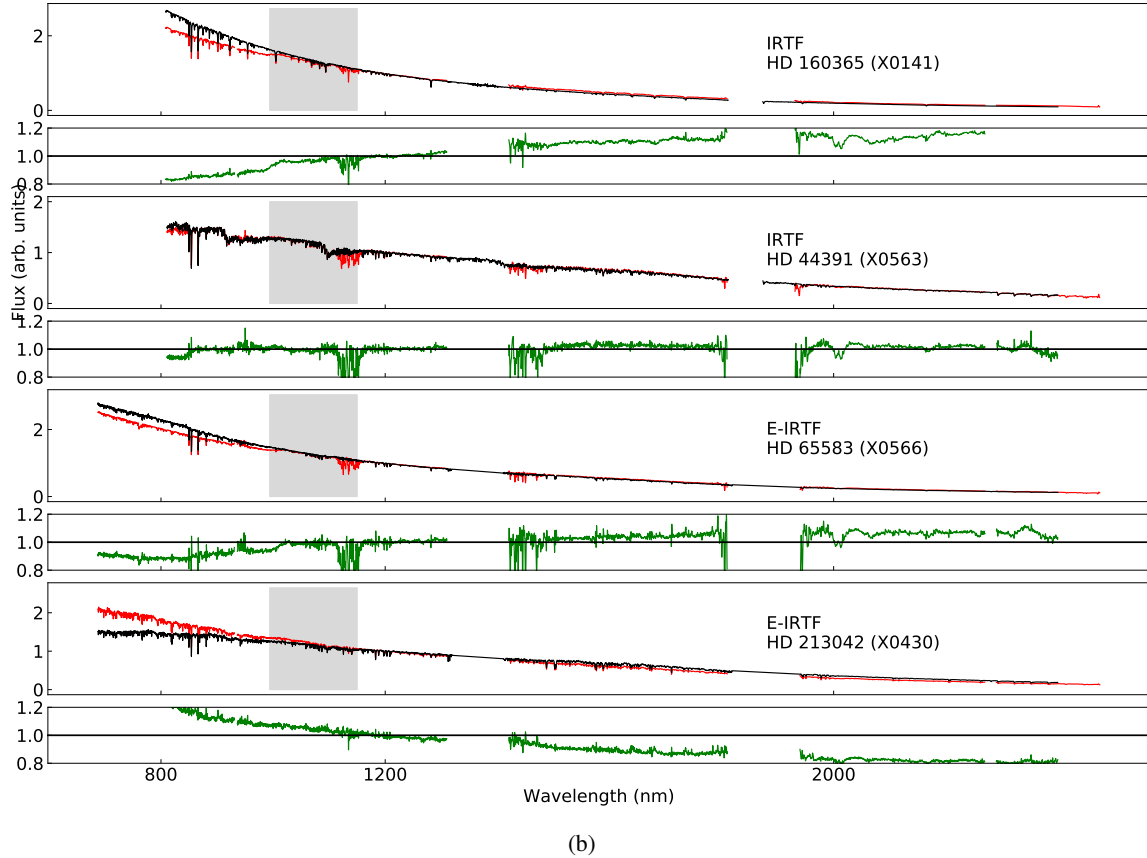 2
0
IRTF
HD 160365 (X0141)
1.2
1.0
0.8
Flux (arb. units)
2
1
0
IRTF
HD 44391 (X0563)
1.2
1.0
0.8
2
0
E-IRTF
HD 65583 (X0566)
1.2
1.0
0.8
2
1
0
E-IRTF
HD 213042 (X0430)
1.2
1.0
0.8
800 1200 2000
Wavelength (nm)
(b)